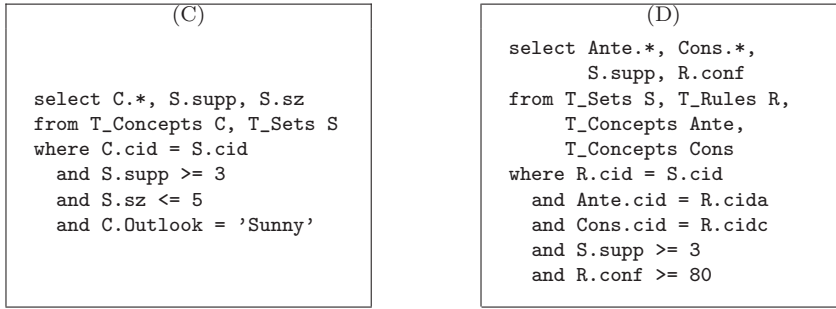 (C)
select C.*, S.supp, S.sz
from T_Concepts C, T_Sets S
where C.cid = S.cid
and S.supp >= 3
and S.sz <= 5
and C.Outlook = ’Sunny’
(D)
select Ante.*, Cons.*,
S.supp, R.conf
from T_Sets S, T_Rules R,
T_Concepts Ante,
T_Concepts Cons
where R.cid = S.cid
and Ante.cid = R.cida
and Cons.cid = R.cidc
and S.supp >= 3
and R.conf >= 80